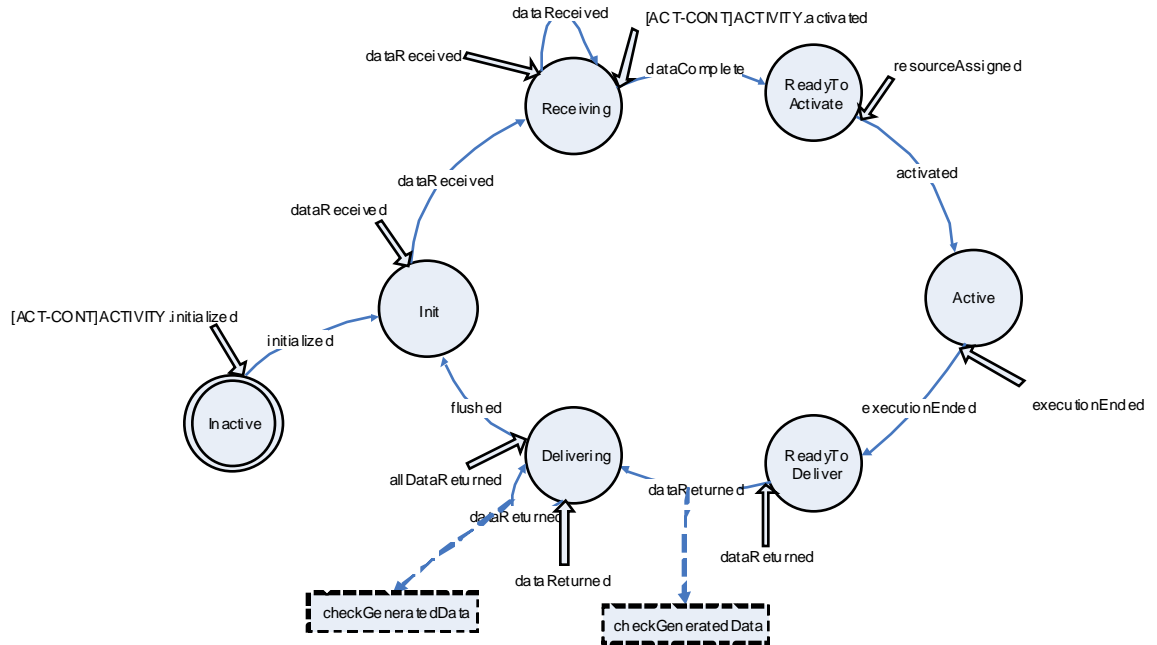 dataReceived
[ACT-CONT]ACTIVITY.activated
dataReceived
dataComplete
resourceAssigned
ReadyTo
Activate
Receiving
activated
dataReceived
dataReceived
Init
Active
[ACT-CONT]ACTIVITY.initialized
initialized
Inactive
flushed
executionEnded
executionEnded
Delivering
ReadyTo
Deliver
allDataReturned
dataReturned
dataReturned
dataReturned
dataReturned
checkGeneratedData
checkGeneratedData